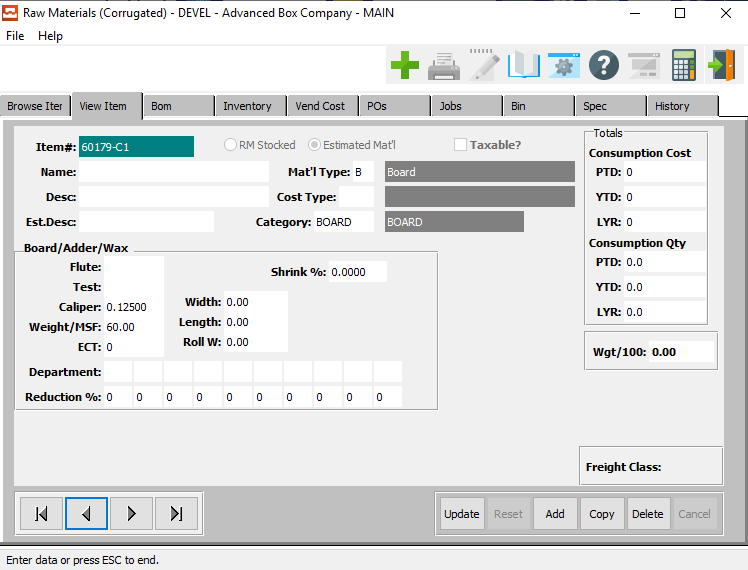 Raw Materials (Corrugated) - DEVEL - Advanced Box Company - MAIN
File Help
Browse Iter View Item Bom Inventory Vend Cost POs Jobs Bin Spec History
Item#: 60179-C1 RM Stocked Estimated Mat'l Taxable?
Name: Mat'l Type: B Board
Desc: Cost Type:
Est.Desc: Category: BOARD BOARD
Totals
Consumption Cost
PTD: 0
YTD: 0
LYR: 0
Consumption Qty
PTD: 0.0
YTD: 0.0
LYR: 0.0
Wgt/100: 0.00
Board/Adder/Wax
Flute:
Shrink %: 0.0000
Test:
Caliper: 0.12500
Weight/MSF: 60.00
ECT: 0
Width: 0.00
Length: 0.00
Roll W: 0.00
Department:
Reduction %: 0 0 0 0 0 0 0 0 0 0
Freight Class:
Update Reset Add Copy Delete Cancel
Enter data or press ESC to end.